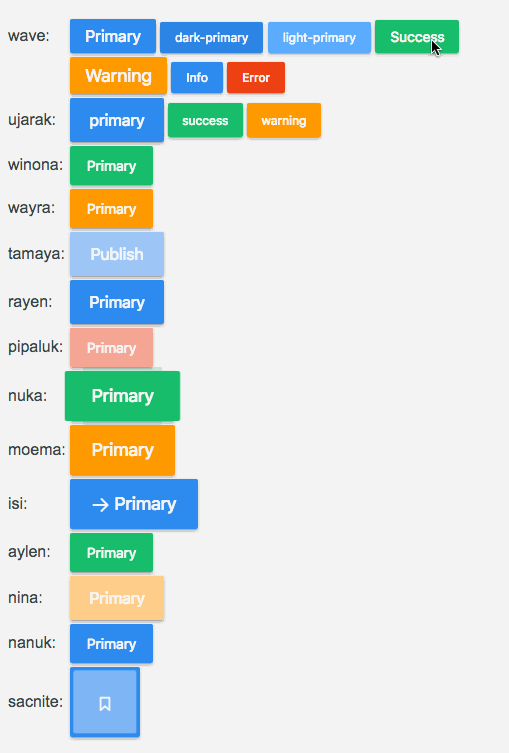 wave: Primary dark-primary light-primary Success
Warning Info Error
ujarak: primary success warning
winona: Primary
wayra: Primary
tamaya: Publish
rayen: Primary
pipaluk: Primary
nuka: Primary
moema: Primary
isi: → Primary
aylen: Primary
nina: Primary
nanuk: Primary
sacnite: